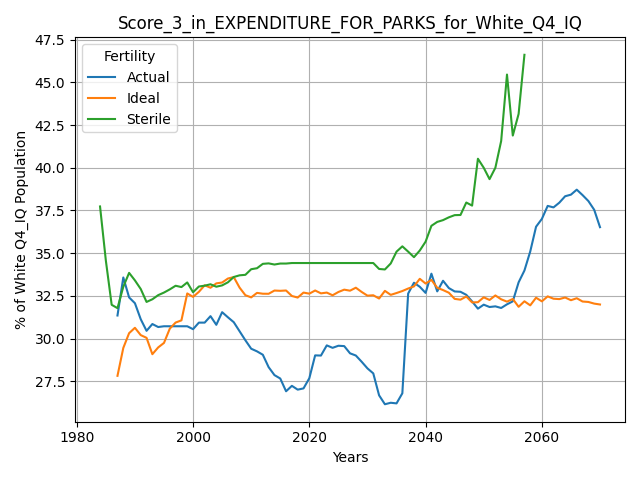 Score_3_in_EXPENDITURE_FOR_PARKS_for_White_Q4_IQ
47.5
45.0
42.5
40.0
37.5
35.0
32.5
30.0
27.5
% of White Q4_IQ Population
Fertility
Actual
Ideal
Sterile
1980
2000
2020
2040
2060
Years